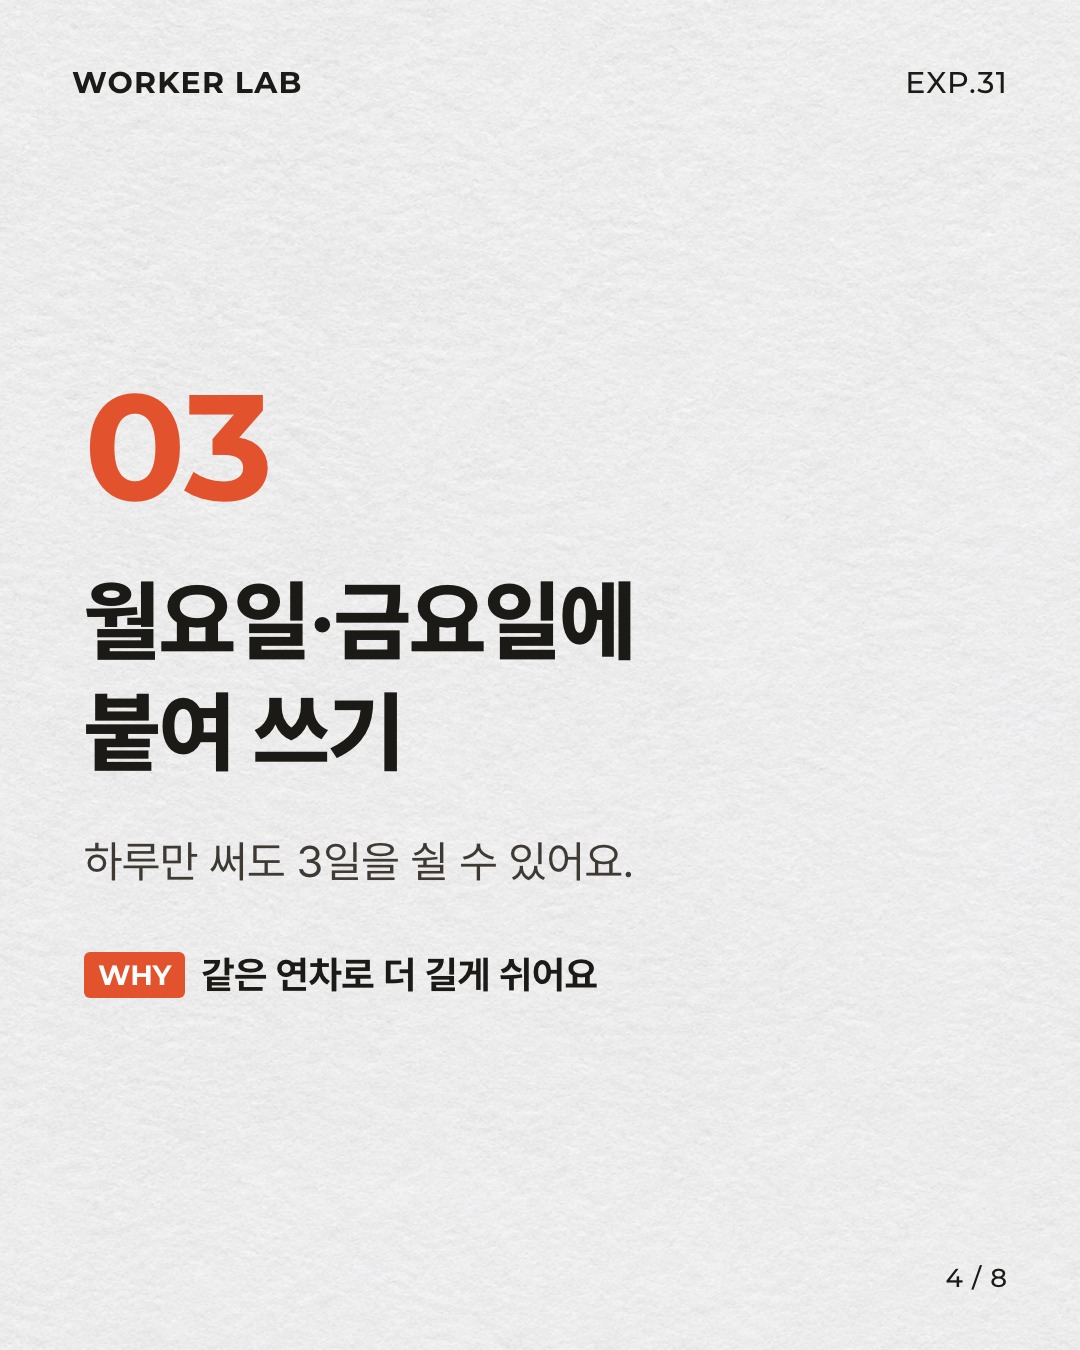 WORKER LAB
EXP.31
03
월요일·금요일에
붙여 쓰기
하루만 써도 3일을 쉴 수 있어요.
WHY 같은 연차로 더 길게 쉬어요
4 / 8